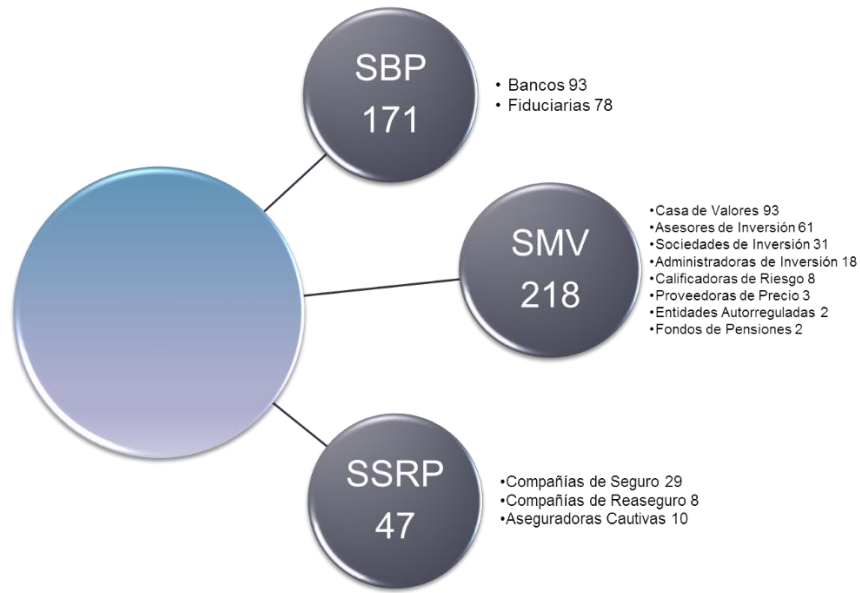 SBP
171
• Bancos 93
• Fiduciarias 78
SMV
218
•Casa de Valores 93
•Asesores de Inversión 61
•Sociedades de Inversión 31
•Administradoras de Inversión 18
•Calificadoras de Riesgo 8
•Proveedoras de Precio 3
•Entidades Autorreguladas 2
•Fondos de Pensiones 2
SSRP
47
•Compañías de Seguro 29
•Compañías de Reaseguro 8
•Aseguradoras Cautivas 10